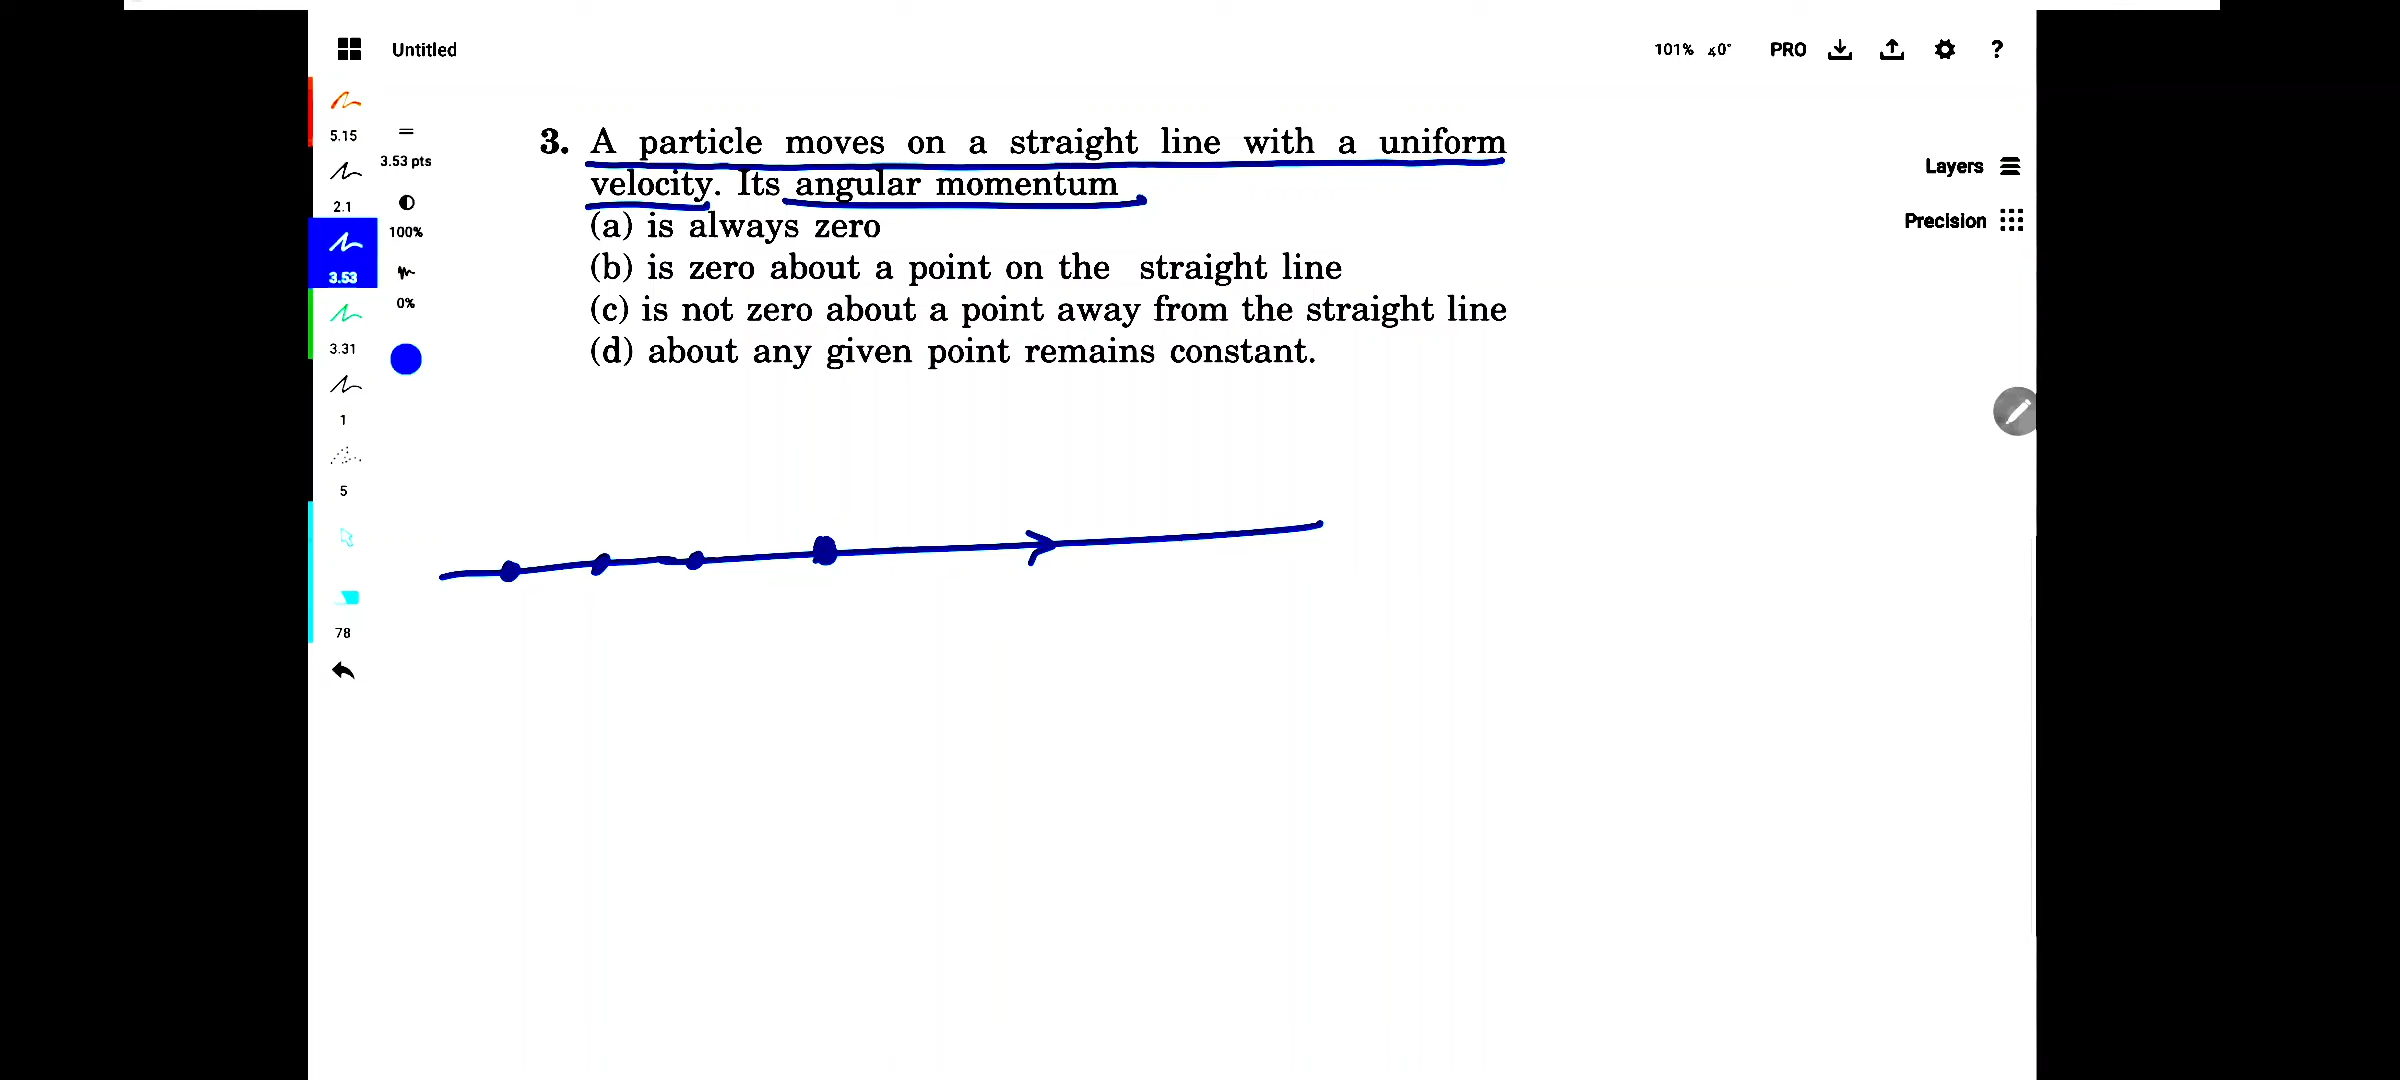 Untitled
101% ⦟0° PRO ?
5.15
3.53 pts
2.1
100%
3.53
0%
3.31
1
5
78
Layers
Precision
3. A particle moves on a straight line with a uniform
velocity. Its angular momentum
(a) is always zero
(b) is zero about a point on the straight line
(c) is not zero about a point away from the straight line
(d) about any given point remains constant.